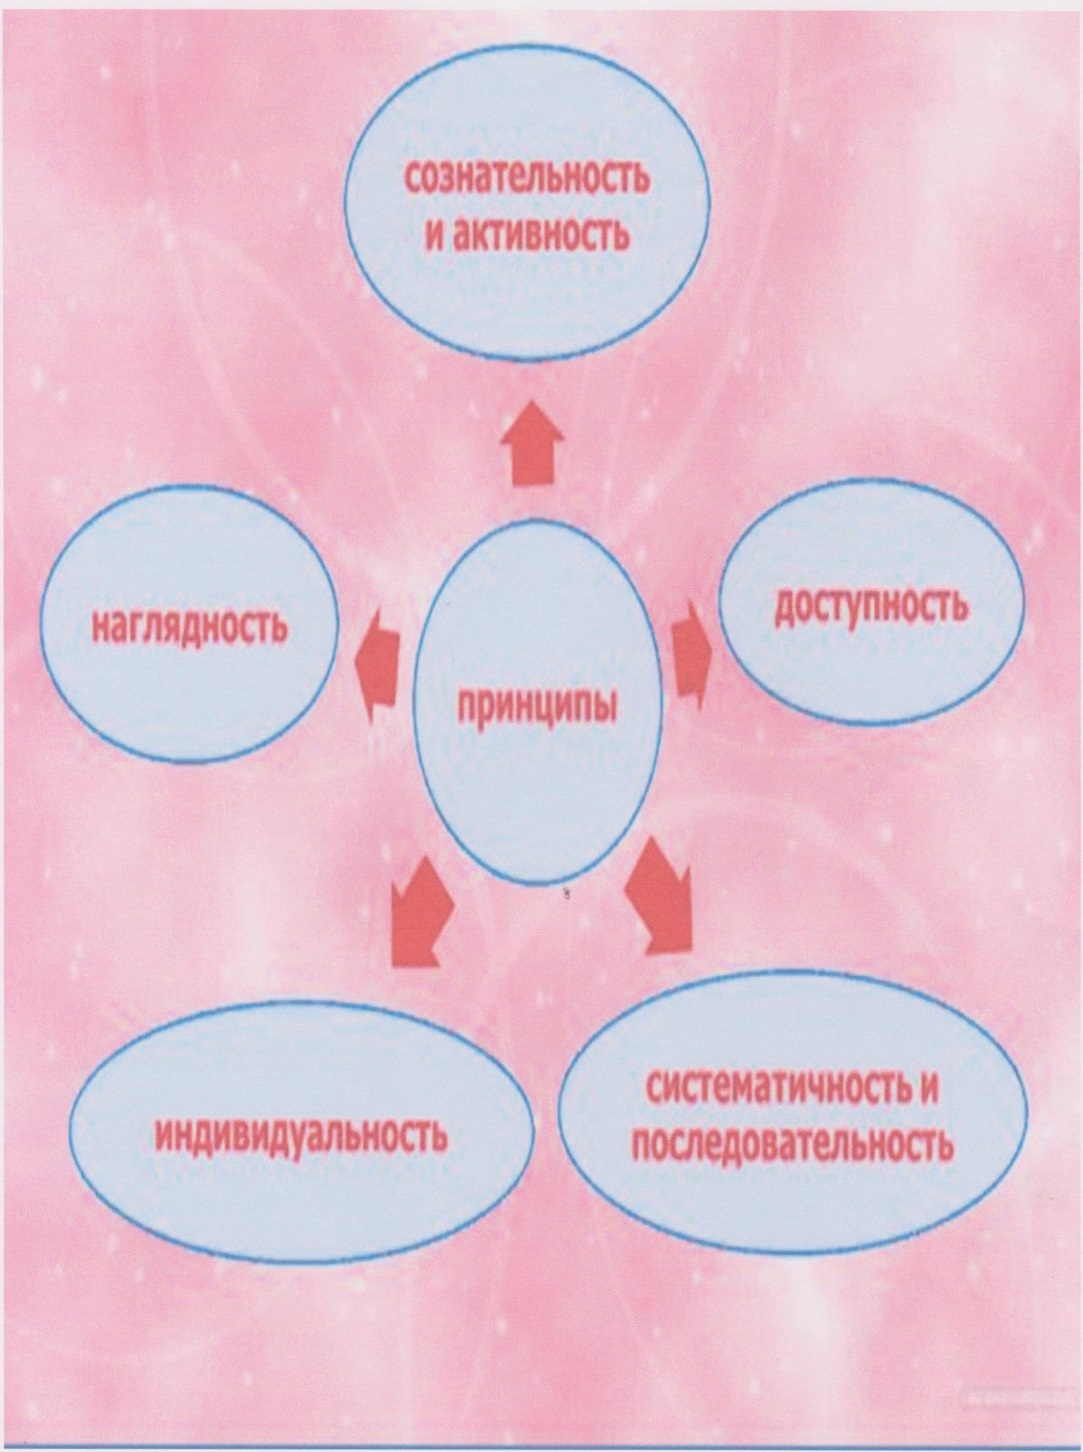 сознательность
и активность
наглядность
доступность
принципы
индивидуальность
систематичность и
последовательность